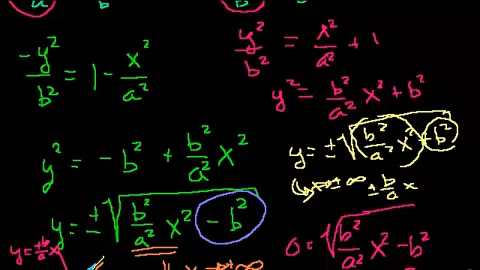 a b b
-y²/b² = 1 - x²/a²
y² = -b² + b²/a² x²
y = ±√(b²/a² x² - b²)
y = ±b/a x
x → ±∞
y²/b² = x²/a² + 1
y² = b²/a² x² + b²
y = ±√(b²/a² x² + b²)
x → ±∞ ± b/a x
0 = √(b²/a² x² - b²)